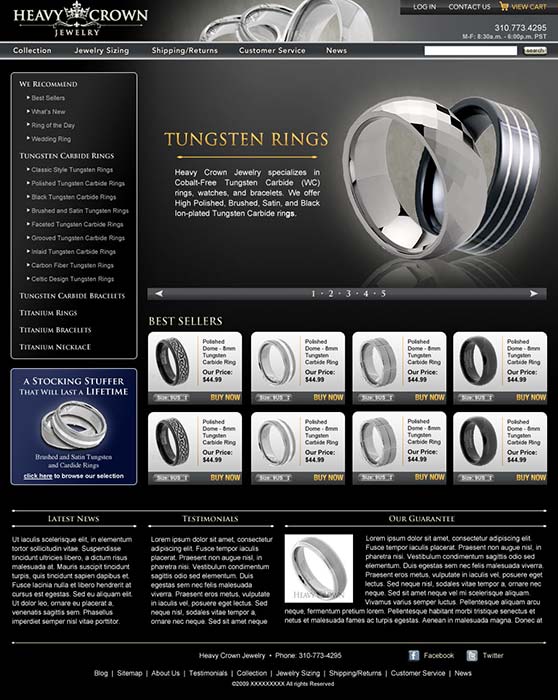 HEAVY CROWN
JEWELRY
LOG IN CONTACT US VIEW CART
310.773.4295
M-F: 8:30a.m. - 6:00p.m. PST
Collection Jewelry Sizing Shipping/Returns Customer Service News
search
WE RECOMMEND
Best Sellers
What's New
Ring of the Day
Wedding Ring
TUNGSTEN CARBIDE RINGS
Classic Style Tungsten Rings
Polished Tungsten Carbide Rings
Black Tungsten Carbide Rings
Brushed and Satin Tungsten Rings
Faceted Tungsten Carbide Rings
Grooved Tungsten Carbide Rings
Inlaid Tungsten Carbide Rings
Carbon Fiber Tungsten Rings
Celtic Design Tungsten Rings
TUNGSTEN CARBIDE BRACELETS
TITANIUM RINGS
TITANIUM BRACELETS
TITANIUM NECKLACE
TUNGSTEN RINGS
Heavy Crown Jewelry specializes in
Cobalt-Free Tungsten Carbide (WC)
rings, watches, and bracelets. We offer
High Polished, Brushed, Satin, and Black
Ion-plated Tungsten Carbide rings.
1 · 2 · 3 · 4 · 5
A STOCKING STUFFER
THAT WILL LAST A LIFETIME
Brushed and Satin Tungsten
and Cardide Rings
click here to browse our selection
BEST SELLERS
Polished
Dome - 8mm
Tungsten
Carbide Ring
Our Price:
$44.99
Size: 9US BUY NOW
Polished
Dome - 8mm
Tungsten
Carbide Ring
Our Price:
$44.99
Size: 9US BUY NOW
Polished
Dome - 8mm
Tungsten
Carbide Ring
Our Price:
$44.99
Size: 9US BUY NOW
Polished
Dome - 8mm
Tungsten
Carbide Ring
Our Price:
$44.99
Size: 9US BUY NOW
Polished
Dome - 8mm
Tungsten
Carbide Ring
Our Price:
$44.99
Size: 9US BUY NOW
Polished
Dome - 8mm
Tungsten
Carbide Ring
Our Price:
$44.99
Size: 9US BUY NOW
Polished
Dome - 8mm
Tungsten
Carbide Ring
Our Price:
$44.99
Size: 9US BUY NOW
Polished
Dome - 8mm
Tungsten
Carbide Ring
Our Price:
$44.99
Size: 9US BUY NOW
LATEST NEWS
Ut iaculis scelerisque elit, in elementum
tortor sollicitudin vitae. Suspendisse
tincidunt ultricies libero, a dictum risus
malesuada at. Mauris suscipit tincidunt
turpis, quis tincidunt sapien dapibus et.
Fusce lacinia nulla et libero hendrerit at
cursus est egestas. Sed eu aliquam elit.
Ut dolor leo, ornare eu placerat a,
venenatis sagittis sem. Phasellus
imperdiet semper nisl vitae porttitor.
TESTIMONIALS
Lorem ipsum dolor sit amet, consectetur
adipiscing elit. Fusce tempor iaculis
placerat. Praesent non augue nisl, in
pharetra est. Vestibulum condimentum
ullamcorper dictum. Duis euismod elit. Duis
egestas sem nec felis malesuada
viverra. Praesent eros metus, vulputate
in iaculis vel, posuere eget lectus. Neque
nisl, sodales vitae tempor a,
ornare nec neque. Sed sit amet neque
OUR GUARANTEE
HEAVY CROWN
Lorem ipsum dolor sit amet, consectetur adipiscing
elit. Fusce tempor iaculis placerat. Praesent non augue nisl, in
pharetra est. Vestibulum condimentum ullamcorper
dictum. Duis egestas sem nec felis malesuada viverra.
Praesent eros metus, vulputate in iaculis vel, posuere eget
lectus. Sed neque nisl, sodales vitae tempor a, ornare nec
neque. Sed sit amet neque vel mi scelerisque aliquam.
Vivamus varius semper luctus. Pellentesque aliquam arcu
neque, fermentum pretium lorem. Pellentesque habitant morbi tristique senectus et
netus et malesuada fames ac turpis egestas. Aenean in malesuada magna. Donec at
Heavy Crown Jewelry • Phone: 310-773-4295 Facebook Twitter
Blog | Sitemap | About Us | Testimonials | Collection | Jewelry Sizing | Shipping/Returns | Customer Service | News
©2009 XXXXXXXXX All rights Reserved